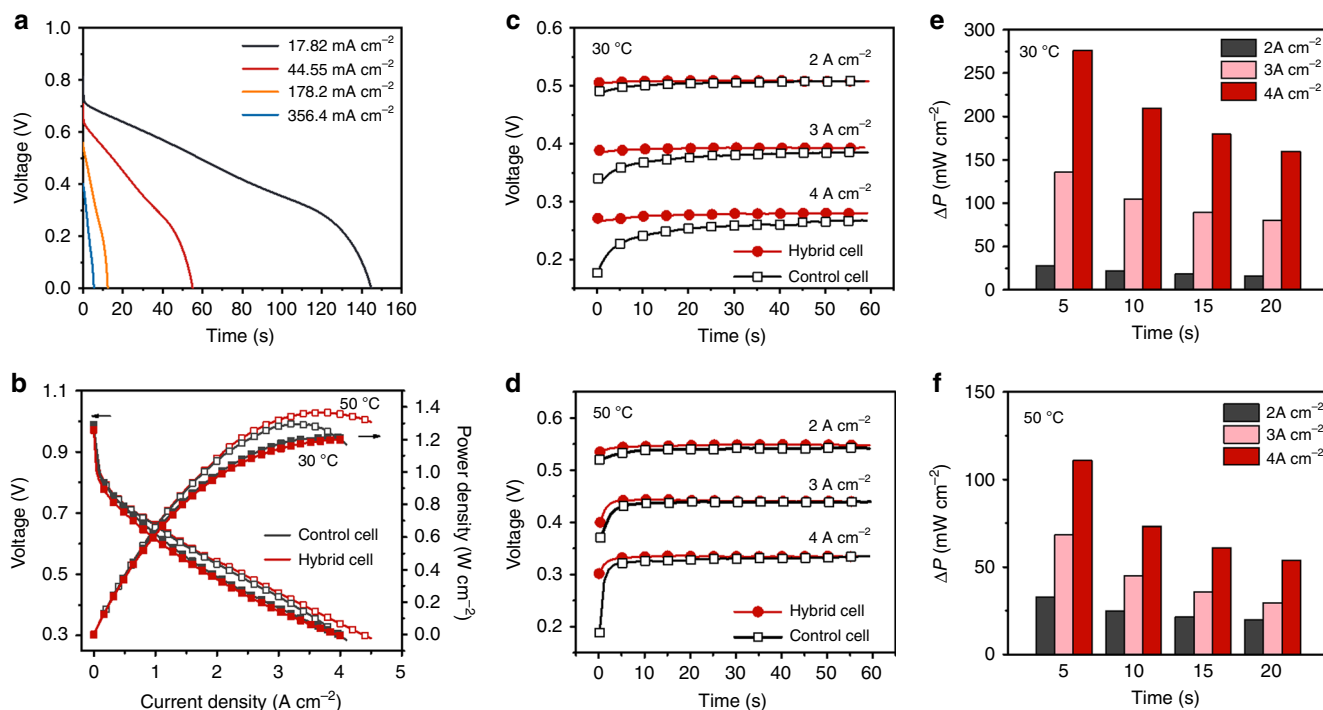 a
1.0
0.8
0.6
0.4
0.2
0.0
Voltage (V)
17.82 mA cm⁻²
44.55 mA cm⁻²
178.2 mA cm⁻²
356.4 mA cm⁻²
0 20 40 60 80 100 120 140 160
Time (s)
b
1.1
0.9
0.7
0.5
0.3
Voltage (V)
50 °C
30 °C
Control cell
Hybrid cell
1.4
1.2
1.0
0.8
0.6
0.4
0.2
0.0
Power density (W cm⁻²)
0 1 2 3 4 5
Current density (A cm⁻²)
c
0.6
0.5
0.4
0.3
0.2
Voltage (V)
30 °C
2 A cm⁻²
3 A cm⁻²
4 A cm⁻²
Hybrid cell
Control cell
0 10 20 30 40 50 60
Time (s)
d
0.6
0.5
0.4
0.3
0.2
Voltage (V)
50 °C
2 A cm⁻²
3 A cm⁻²
4 A cm⁻²
Hybrid cell
Control cell
0 10 20 30 40 50 60
Time (s)
e
300
250
200
150
100
50
0
ΔP (mW cm⁻²)
30 °C
2A cm⁻²
3A cm⁻²
4A cm⁻²
5 10 15 20
Time (s)
f
150
100
50
0
ΔP (mW cm⁻²)
50 °C
2A cm⁻²
3A cm⁻²
4A cm⁻²
5 10 15 20
Time (s)